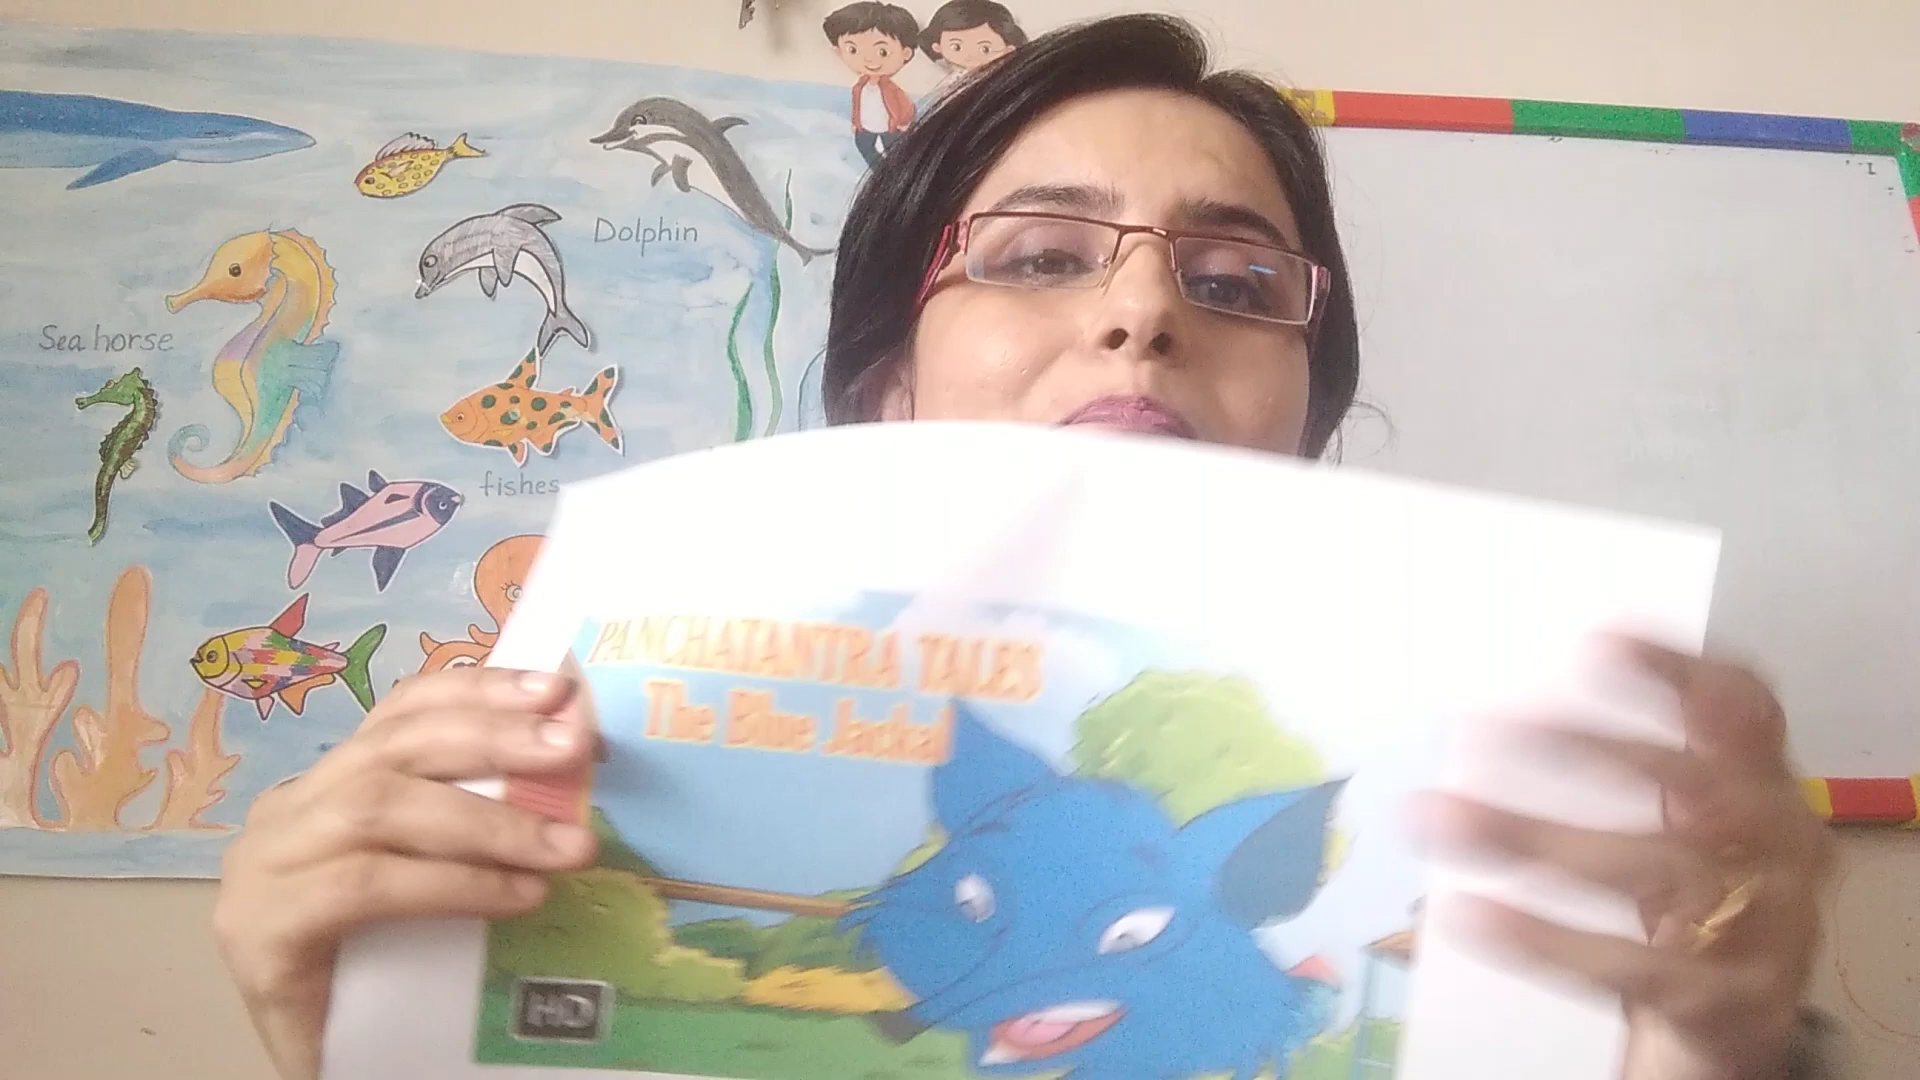 Dolphin
Sea horse
fishes
PANCHATANTRA TALES
The Blue Jackal
HD